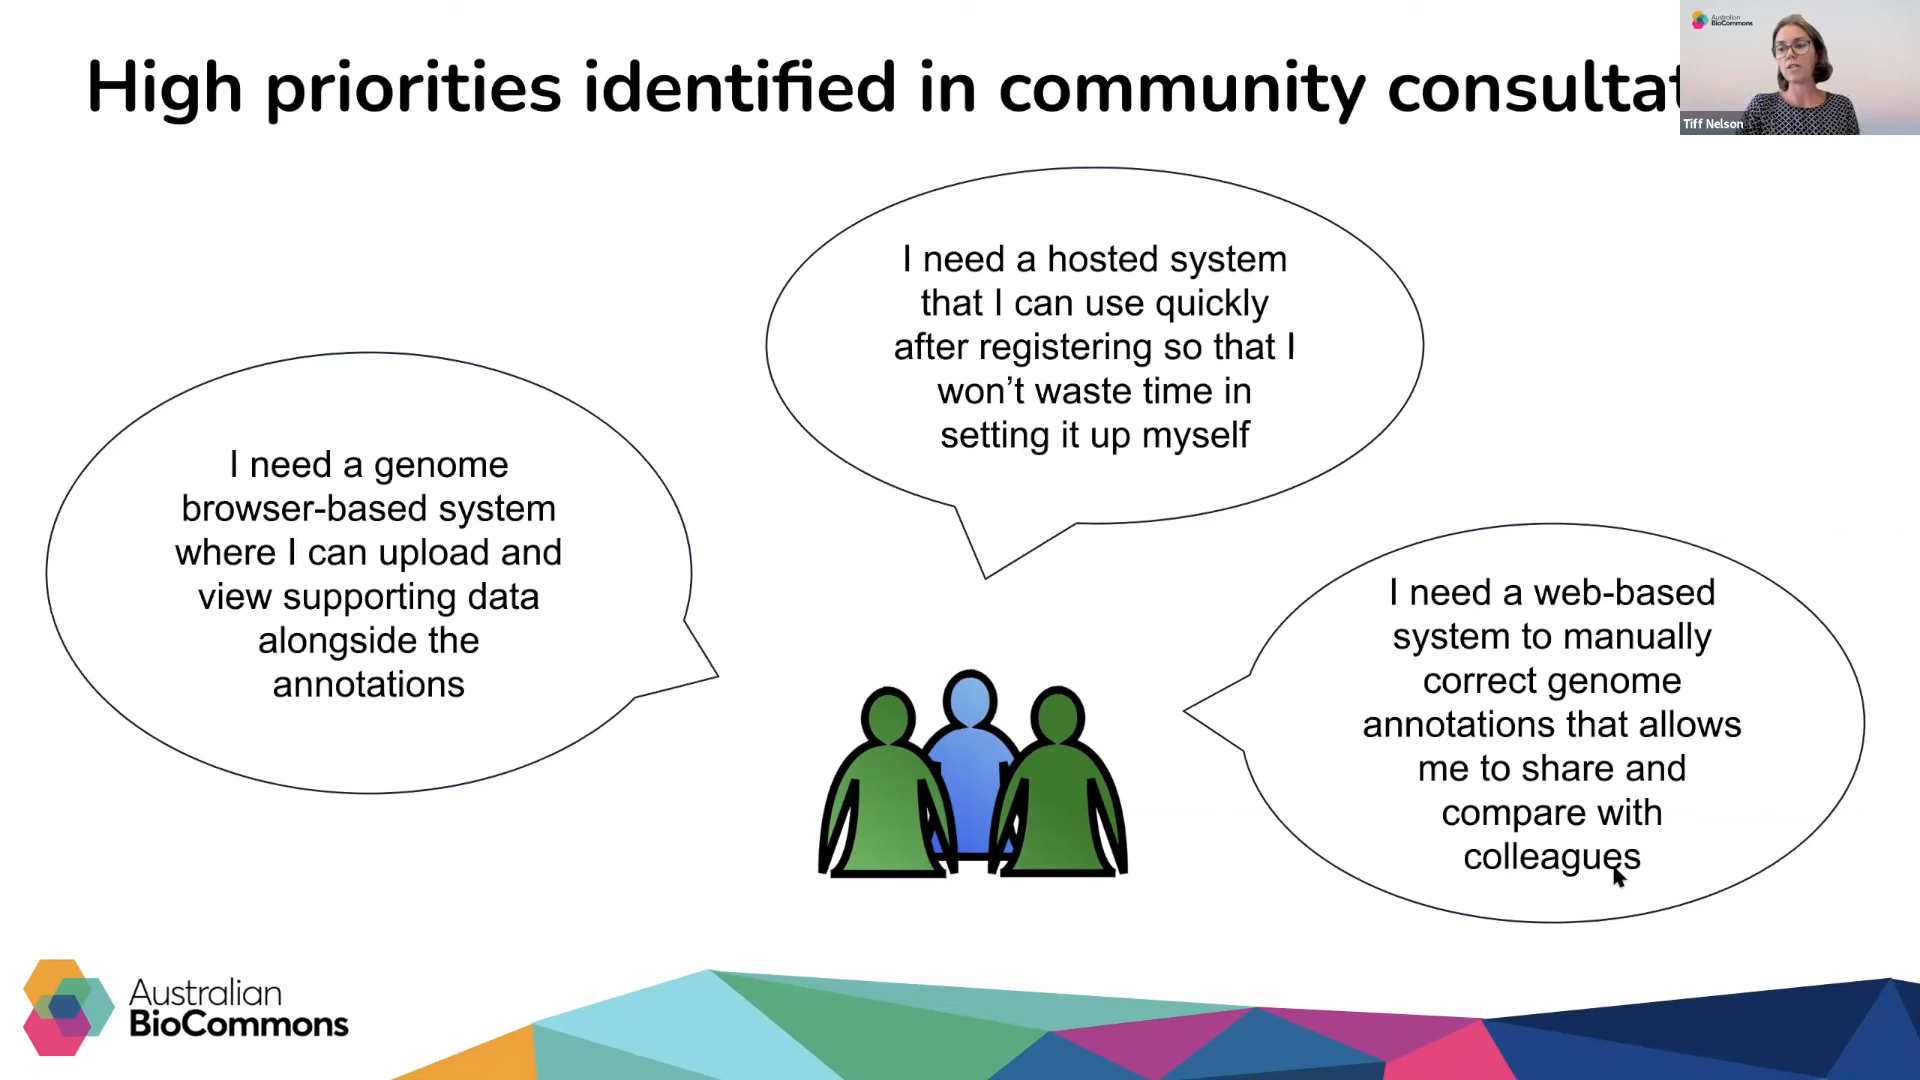 High priorities identified in community consultat
Australian
BioCommons
Tiff Nelson
I need a hosted system
that I can use quickly
after registering so that I
won’t waste time in
setting it up myself
I need a genome
browser-based system
where I can upload and
view supporting data
alongside the
annotations
I need a web-based
system to manually
correct genome
annotations that allows
me to share and
compare with
colleagues
Australian
BioCommons